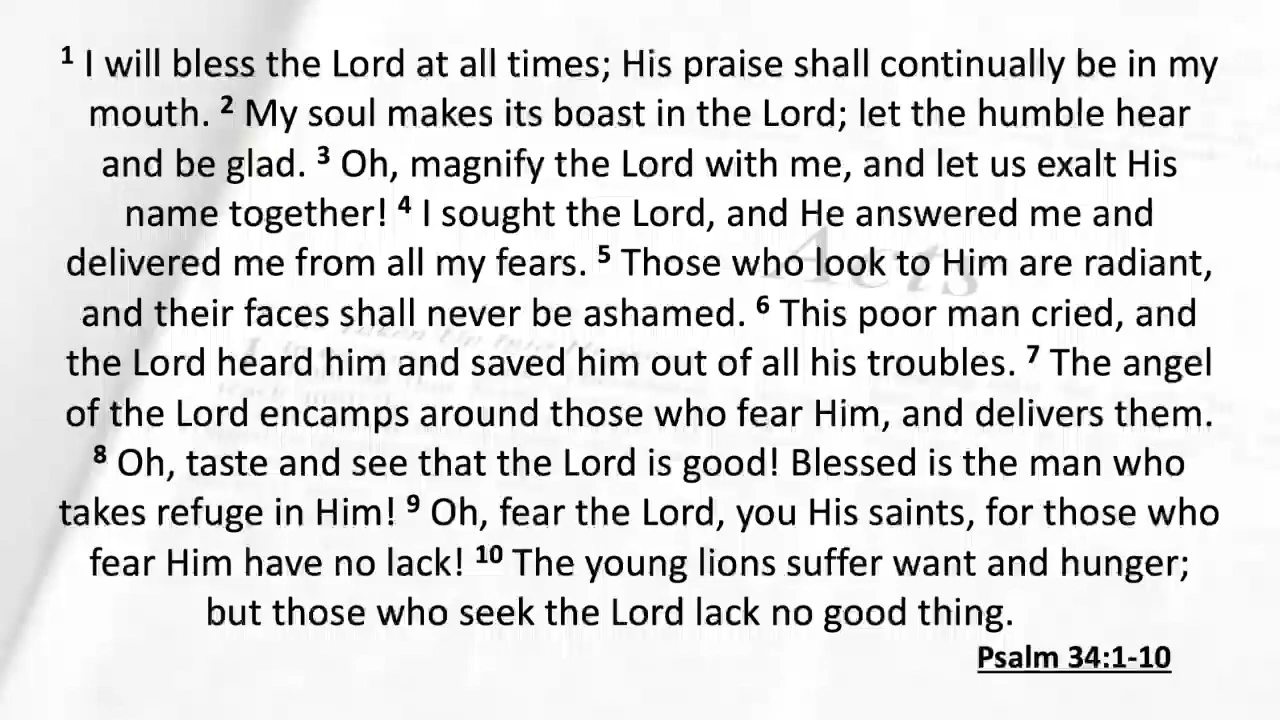 ¹ I will bless the Lord at all times; His praise shall continually be in my
mouth. ² My soul makes its boast in the Lord; let the humble hear
and be glad. ³ Oh, magnify the Lord with me, and let us exalt His
name together! ⁴ I sought the Lord, and He answered me and
delivered me from all my fears. ⁵ Those who look to Him are radiant,
and their faces shall never be ashamed. ⁶ This poor man cried, and
the Lord heard him and saved him out of all his troubles. ⁷ The angel
of the Lord encamps around those who fear Him, and delivers them.
⁸ Oh, taste and see that the Lord is good! Blessed is the man who
takes refuge in Him! ⁹ Oh, fear the Lord, you His saints, for those who
fear Him have no lack! ¹⁰ The young lions suffer want and hunger;
but those who seek the Lord lack no good thing.
Psalm 34:1-10
Acts